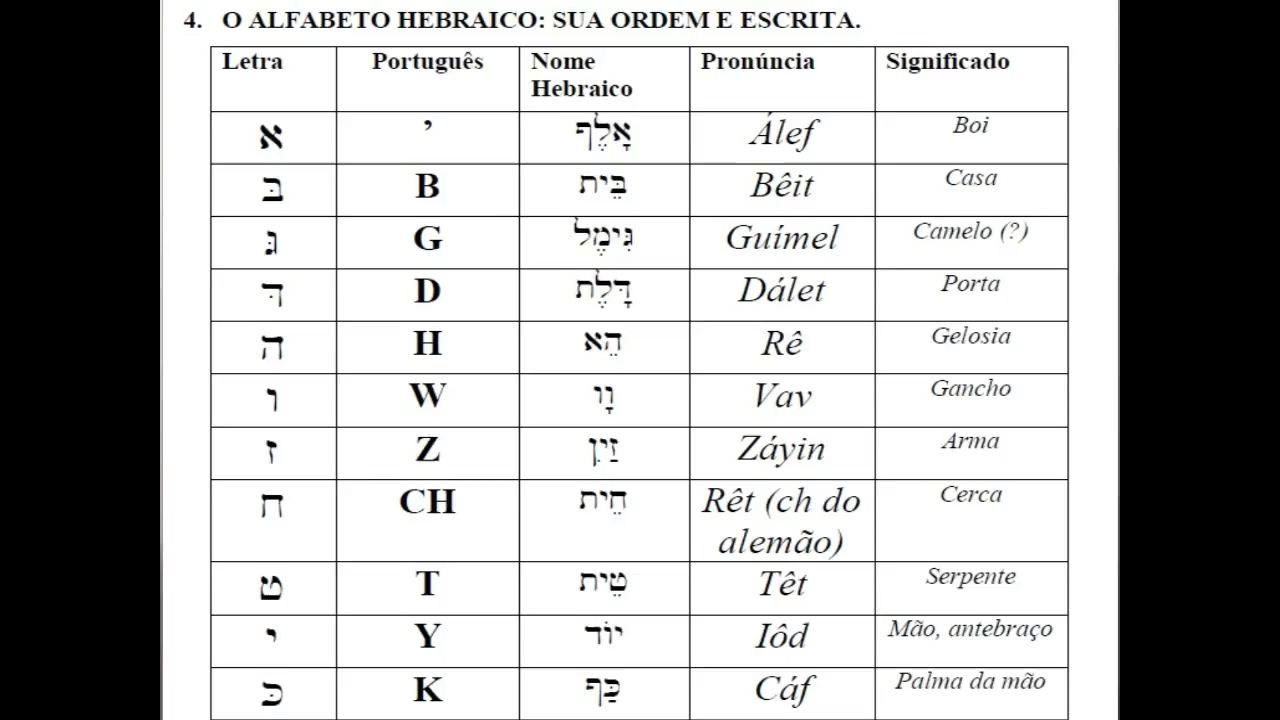 4. O ALFABETO HEBRAICO: SUA ORDEM E ESCRITA.
Letra Português Nome Hebraico Pronúncia Significado
א ’ אָלֶף Álef Boi
בּ B בֵּית Bêit Casa
גּ G גִּימֶל Guímel Camelo (?)
דּ D דָּלֶת Dálet Porta
ה H הֵא Rê Gelosia
ו W וָו Vav Gancho
ז Z זַיִן Záyin Arma
ח CH חֵית Rêt (ch do alemão) Cerca
ט T טֵית Têt Serpente
י Y יוֹד Iôd Mão, antebraço
כּ K כַּף Cáf Palma da mão